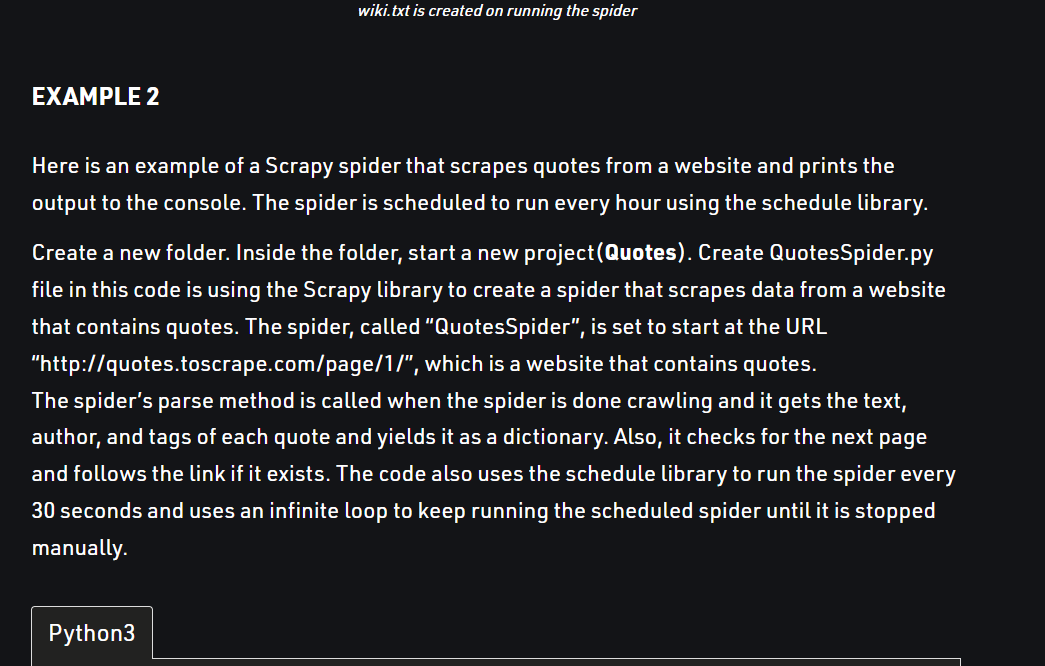 wiki.txt is created on running the spider
EXAMPLE 2
Here is an example of a Scrapy spider that scrapes quotes from a website and prints the
output to the console. The spider is scheduled to run every hour using the schedule library.
Create a new folder. Inside the folder, start a new project(Quotes). Create QuotesSpider.py
file in this code is using the Scrapy library to create a spider that scrapes data from a website
that contains quotes. The spider, called “QuotesSpider”, is set to start at the URL
“http://quotes.toscrape.com/page/1/”, which is a website that contains quotes.
The spider’s parse method is called when the spider is done crawling and it gets the text,
author, and tags of each quote and yields it as a dictionary. Also, it checks for the next page
and follows the link if it exists. The code also uses the schedule library to run the spider every
30 seconds and uses an infinite loop to keep running the scheduled spider until it is stopped
manually.
Python3